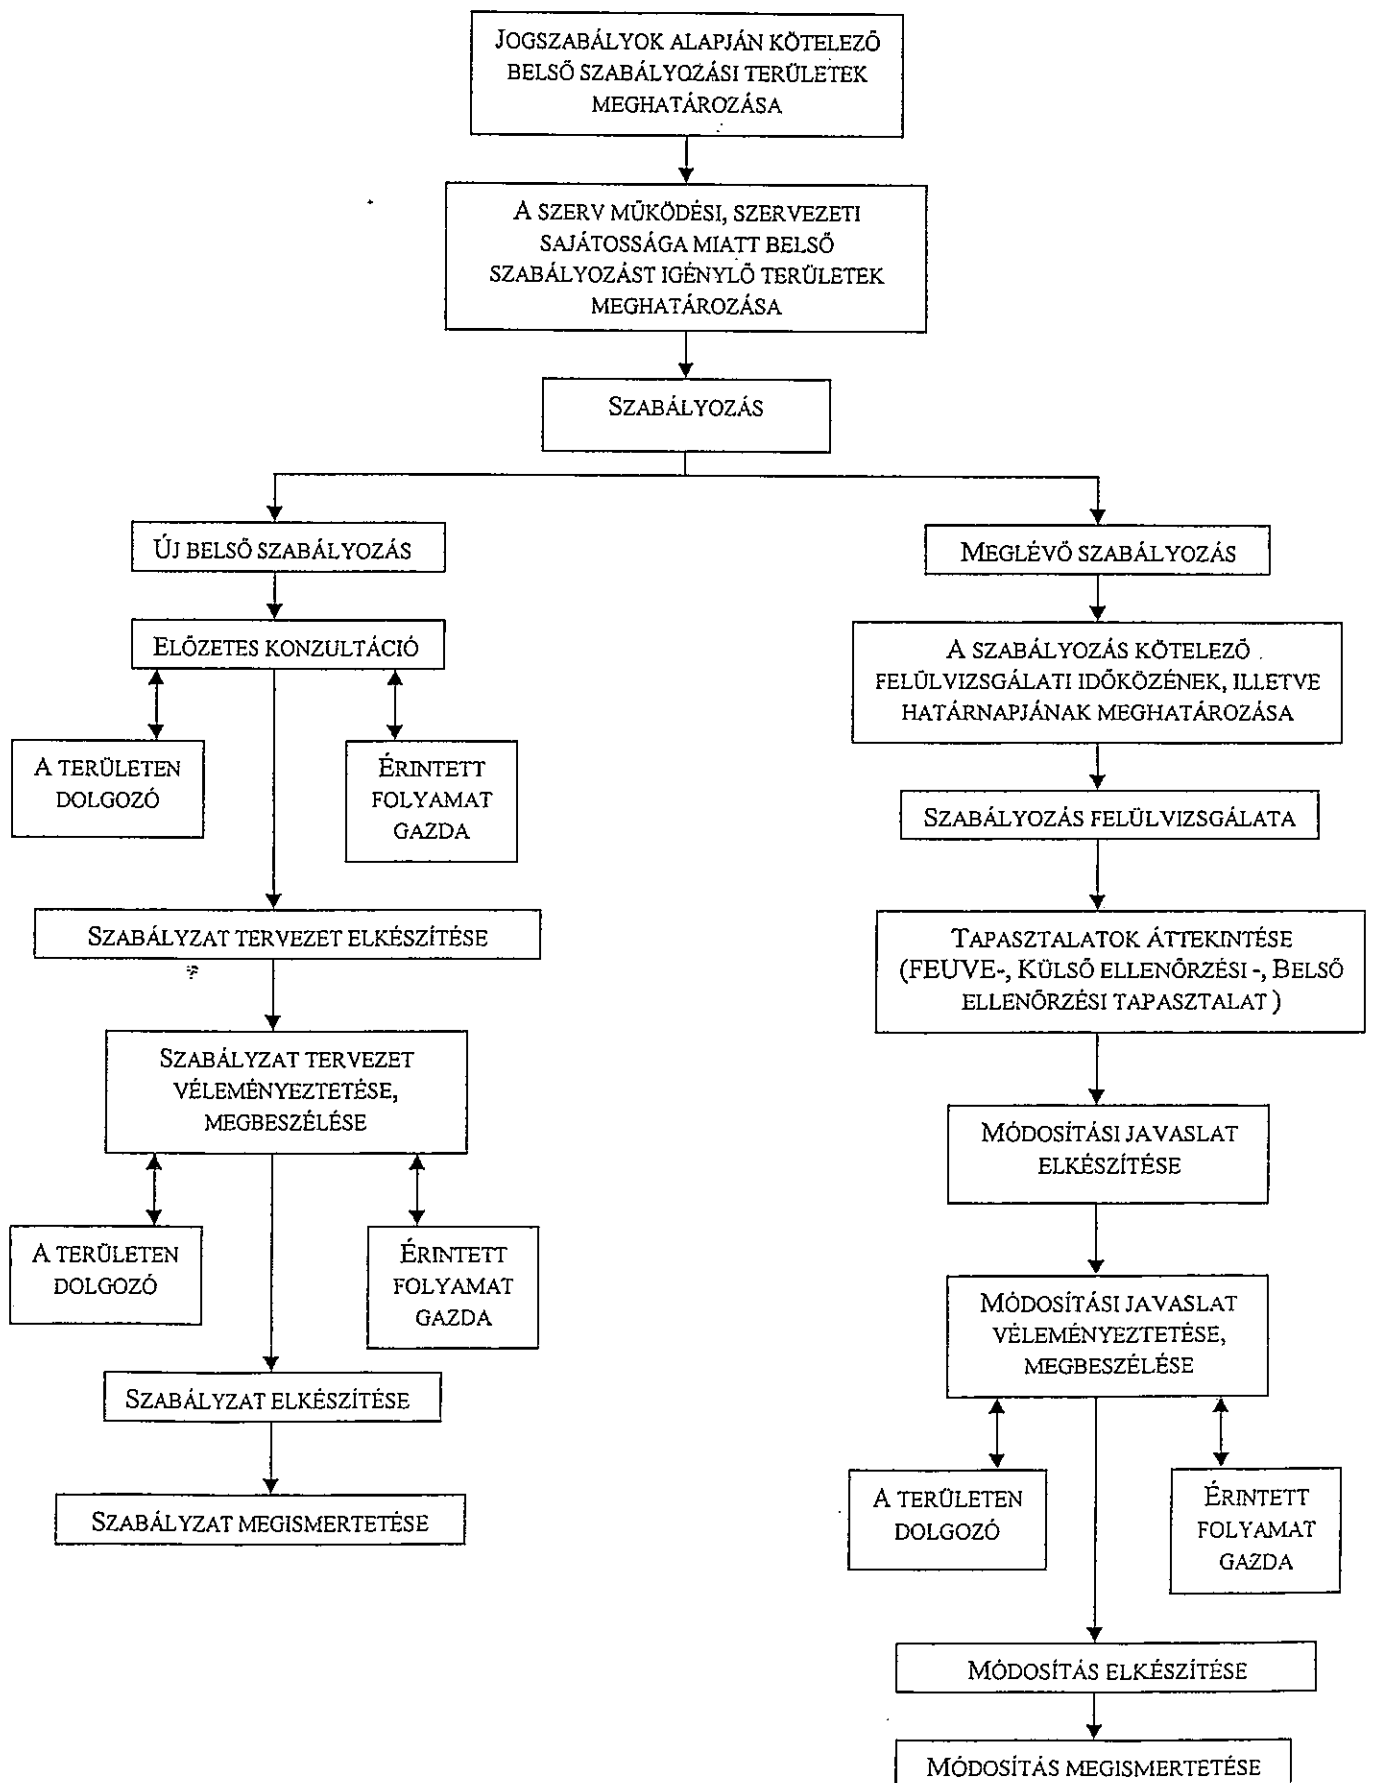 JOGSZABÁLYOK ALAPJÁN KÖTELEZŐ
BELSŐ SZABÁLYOZÁSI TERÜLETEK
MEGHATÁROZÁSA
A SZERV MŰKÖDÉSI, SZERVEZETI
SAJÁTOSSÁGA MIATT BELSŐ
SZABÁLYOZÁST IGÉNYLŐ TERÜLETEK
MEGHATÁROZÁSA
SZABÁLYOZÁS
ÚJ BELSŐ SZABÁLYOZÁS
ELŐZETES KONZULTÁCIÓ
A TERÜLETEN
DOLGOZÓ
ÉRINTETT
FOLYAMAT
GAZDA
SZABÁLYZAT TERVEZET ELKÉSZÍTÉSE
SZABÁLYZAT TERVEZET
VÉLEMÉNYEZTETÉSE,
MEGBESZÉLÉSE
A TERÜLETEN
DOLGOZÓ
ÉRINTETT
FOLYAMAT
GAZDA
SZABÁLYZAT ELKÉSZÍTÉSE
SZABÁLYZAT MEGISMERTETÉSE
MEGLÉVŐ SZABÁLYOZÁS
A SZABÁLYOZÁS KÖTELEZŐ
FELÜLVIZSGÁLATI IDŐKÖZÉNEK, ILLETVE
HATÁRNAPJÁNAK MEGHATÁROZÁSA
SZABÁLYOZÁS FELÜLVIZSGÁLATA
TAPASZTALATOK ÁTTEKINTÉSE
(FEUVE-, KÜLSŐ ELLENŐRZÉSI -, BELSŐ
ELLENŐRZÉSI TAPASZTALAT )
MÓDOSÍTÁSI JAVASLAT
ELKÉSZÍTÉSE
MÓDOSÍTÁSI JAVASLAT
VÉLEMÉNYEZTETÉSE,
MEGBESZÉLÉSE
A TERÜLETEN
DOLGOZÓ
ÉRINTETT
FOLYAMAT
GAZDA
MÓDOSÍTÁS ELKÉSZÍTÉSE
MÓDOSÍTÁS MEGISMERTETÉSE